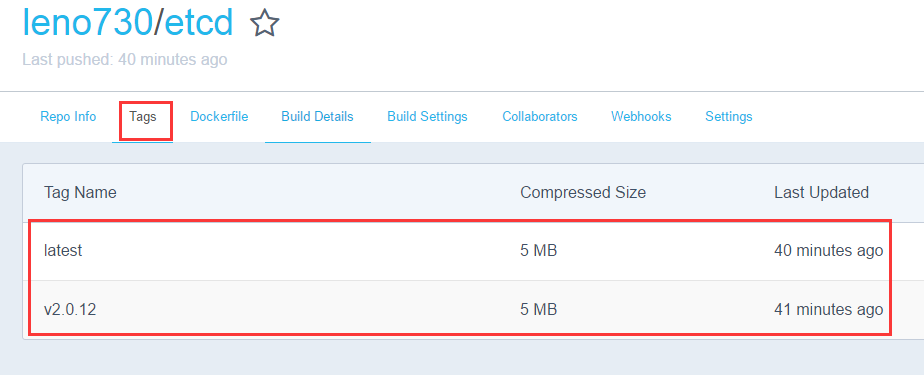 leno730/etcd
Last pushed: 40 minutes ago
Repo Info Tags Dockerfile Build Details Build Settings Collaborators Webhooks Settings
Tag Name Compressed Size Last Updated
latest 5 MB 40 minutes ago
v2.0.12 5 MB 41 minutes ago